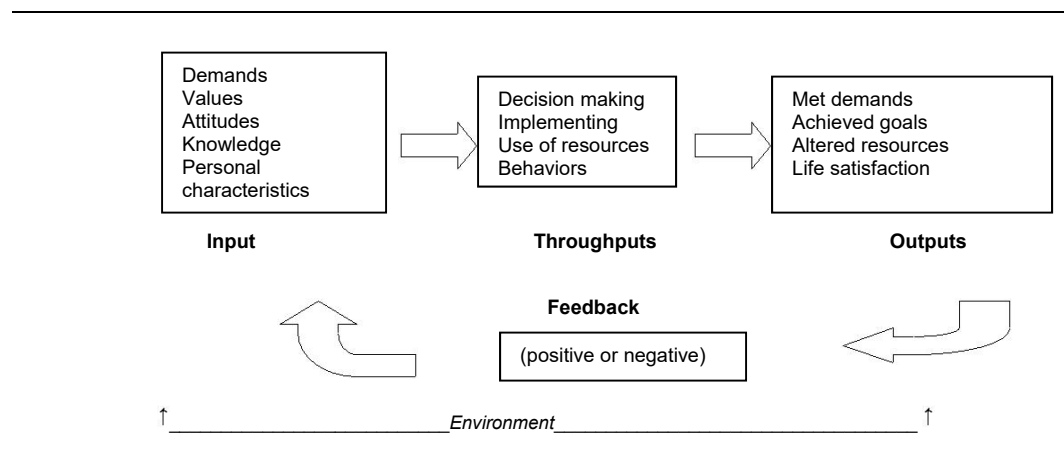 Demands
Values
Attitudes
Knowledge
Personal
characteristics
Decision making
Implementing
Use of resources
Behaviors
Met demands
Achieved goals
Altered resources
Life satisfaction
Input
Throughputs
Outputs
Feedback
(positive or negative)
↑____________________________Environment____________________________________ ↑